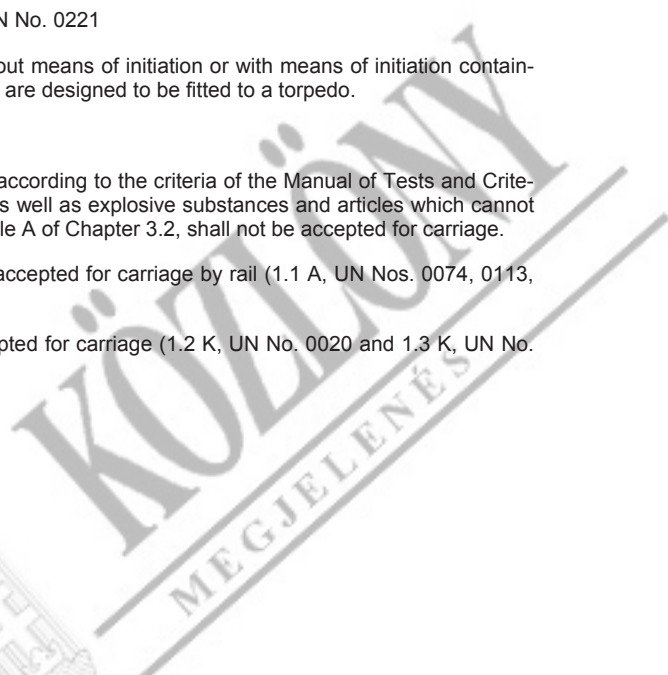 No. 0221
out means of initiation or with means of initiation contain-
are designed to be fitted to a torpedo.
according to the criteria of the Manual of Tests and Crite-
well as explosive substances and articles which cannot
A of Chapter 3.2, shall not be accepted for carriage.
accepted for carriage by rail (1.1 A, UN Nos. 0074, 0113,
for carriage (1.2 K, UN No. 0020 and 1.3 K, UN No.
KÖZLÖNY
MEGJELENÉS